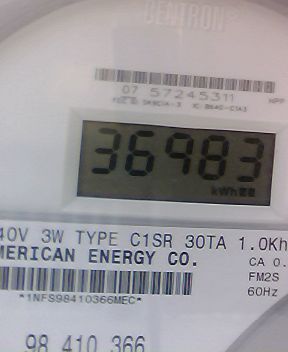 CENTRON
07 57245311
36983
kWh
40V 3W TYPE C1SR 30TA 1.0Kh
MERICAN ENERGY CO.
CA 0.
FM2S
60Hz
*1NFS98410366MEC*
98 410 366